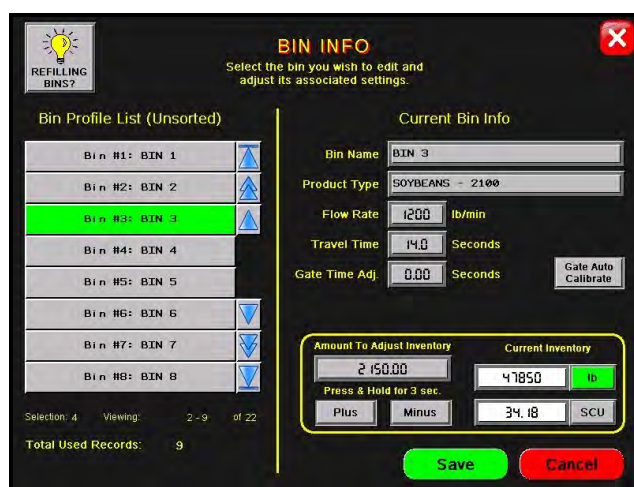 REFILLING
BINS?
BIN INFO
Select the bin you wish to edit and
adjust its associated settings.
Bin Profile List (Unsorted)
Bin #1: BIN 1
Bin #2: BIN 2
Bin #3: BIN 3
Bin #4: BIN 4
Bin #5: BIN 5
Bin #6: BIN 6
Bin #7: BIN 7
Bin #8: BIN 8
Selection: 4 Viewing: 2 - 9 of 22
Total Used Records: 9
Current Bin Info
Bin Name BIN 3
Product Type SOYBEANS - 2100
Flow Rate 1200 lb/min
Travel Time 14.0 Seconds
Gate Time Adj. 0.00 Seconds
Gate Auto
Calibrate
Amount To Adjust Inventory
2150.00
Press & Hold for 3 sec.
Plus Minus
Current Inventory
47850 lb
34.18 SCU
Save Cancel